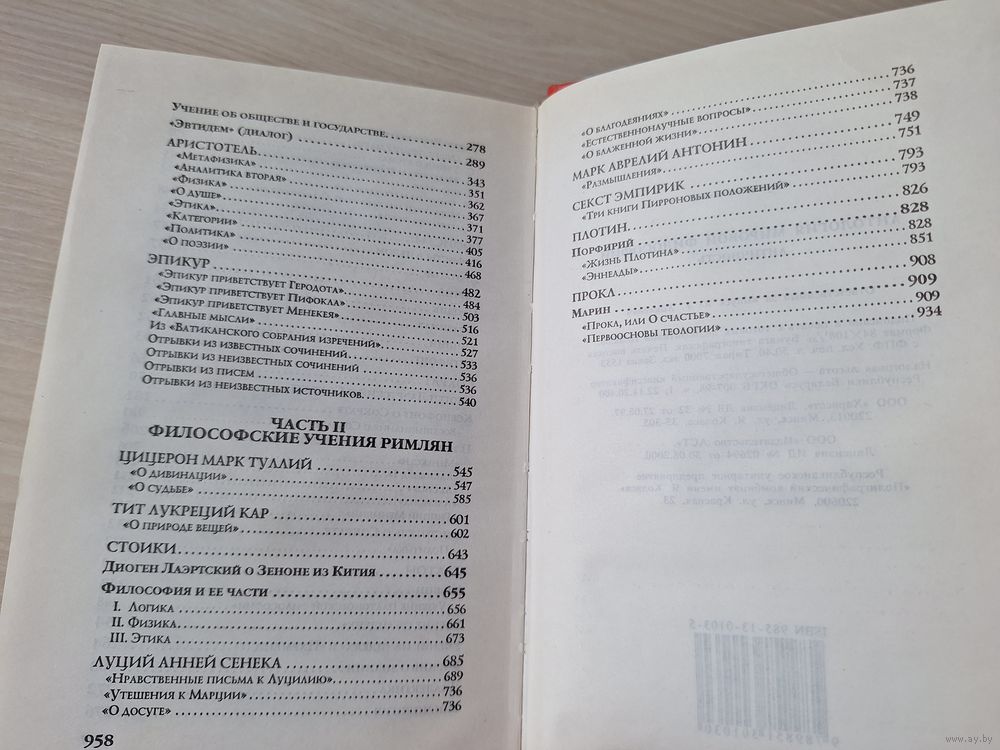 Учение об обществе и государстве. 278
«Эвтидем» (диалог) 289
АРИСТОТЕЛЬ 343
«Метафизика» 351
«Аналитика вторая» 362
«Физика» 367
«О душе» 371
«Этика» 377
«Категории» 405
«Политика» 416
«О поэзии» 468
ЭПИКУР 482
«Эпикур приветствует Геродота» 484
«Эпикур приветствует Пифокла» 503
«Эпикур приветствует Менекея» 516
«Главные мысли» 521
Из «Ватиканского собрания изречений» 527
Отрывки из известных сочинений 533
Отрывки из неизвестных сочинений 536
Отрывки из писем 536
Отрывки из неизвестных источников. 540
ЧАСТЬ II
ФИЛОСОФСКИЕ УЧЕНИЯ РИМЛЯН
ЦИЦЕРОН МАРК ТУЛЛИЙ 545
«О дивинации» 547
«О судьбе» 585
ТИТ ЛУКРЕЦИЙ КАР 601
«О природе вещей» 602
СТОИКИ 643
Диоген Лаэртский о Зеноне из Кития 645
Философия и ее части 655
I. Логика 656
II. Физика 661
III. Этика 673
ЛУЦИЙ АННЕЙ СЕНЕКА 685
«Нравственные письма к Луцилию» 689
«Утешения к Марции» 736
«О досуге» 736
958
«О благодеяниях» 736
«Естественнонаучные вопросы» 737
«О блаженной жизни» 738
МАРК АВРЕЛИЙ АНТОНИН 749
«Размышления» 751
СЕКСТ ЭМПИРИК 793
«Три книги Пирроновых положений» 793
ПЛОТИН 826
Порфирий 828
«Жизнь Плотина» 828
«Эннеады» 851
ПРОКЛ 908
Марин 909
«Прокл, или О счастье» 909
«Первоосновы теологии» 934
www.ay.by